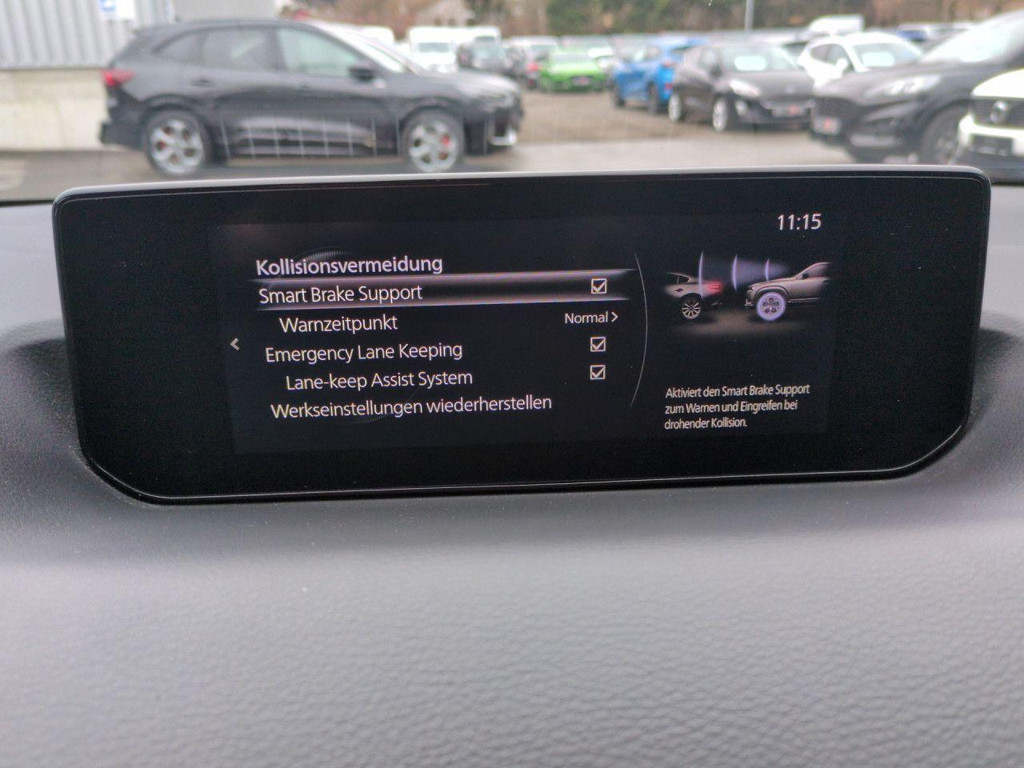 11:15
Kollisionsvermeidung
Smart Brake Support
Warnzeitpunkt Normal >
Emergency Lane Keeping
Lane-keep Assist System
Werkseinstellungen wiederherstellen
Aktiviert den Smart Brake Support
zum Warnen und Eingreifen bei
drohender Kollision.